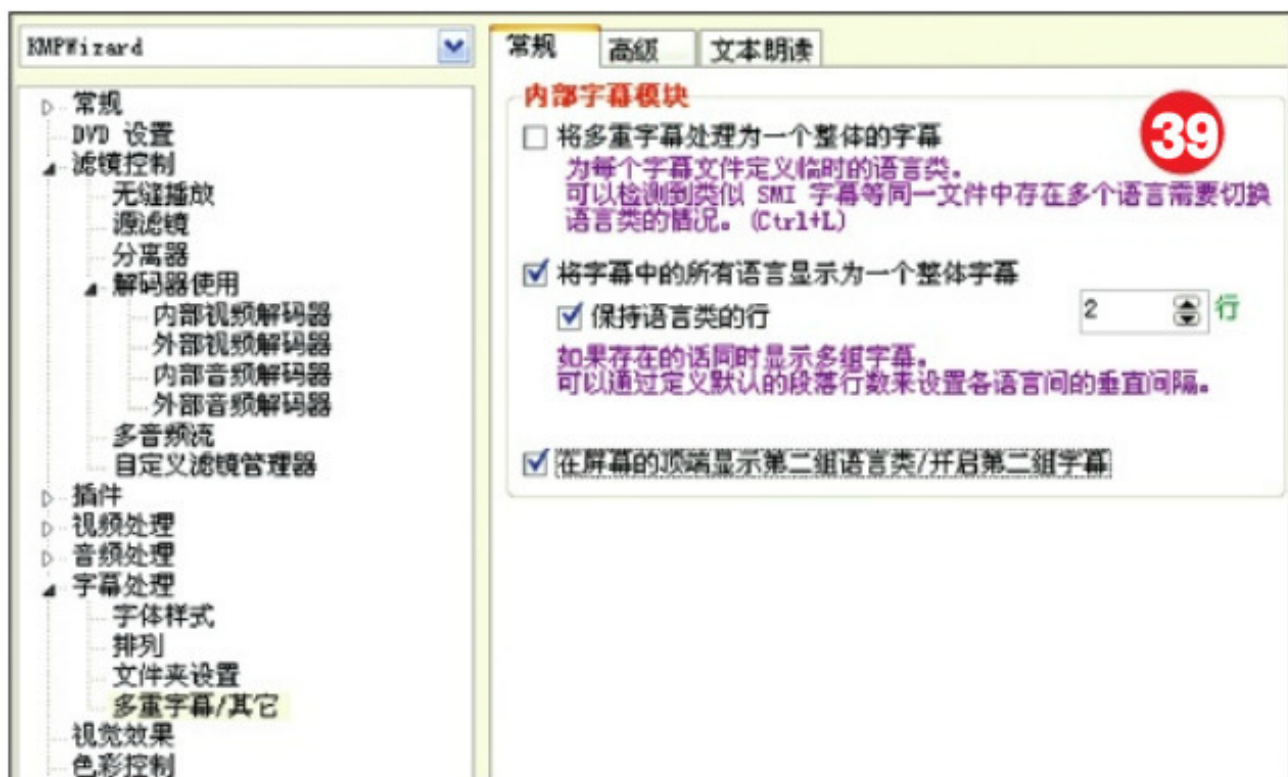 KMPWizard
常规
DVD 设置
滤镜控制
无缝播放
源滤镜
分离器
解码器使用
内部视频解码器
外部视频解码器
内部音频解码器
外部音频解码器
多音频流
自定义滤镜管理器
插件
视频处理
音频处理
字幕处理
字体样式
排列
文件夹设置
多重字幕/其它
视觉效果
色彩控制
常规 高级 文本朗读
内部字幕模块
39
将多重字幕处理为一个整体的字幕
为每个字幕文件定义临时的语言类。
可以检测到类似 SMI 字幕等同一文件中存在多个语言需要切换
语言类的情况。(Ctrl+L)
将字幕中的所有语言显示为一个整体字幕
保持语言类的行 2 行
如果存在的话同时显示多组字幕。
可以通过定义默认的段落行数来设置各语言间的垂直间隔。
在屏幕的顶端显示第二组语言类/开启第二组字幕